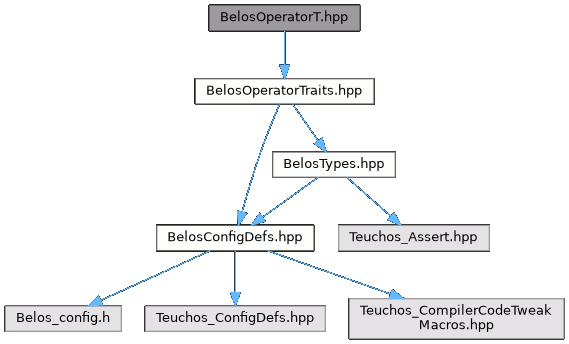 BelosOperatorT.hpp
BelosOperatorTraits.hpp
BelosTypes.hpp
BelosConfigDefs.hpp
Teuchos_Assert.hpp
Belos_config.h
Teuchos_ConfigDefs.hpp
Teuchos_CompilerCodeTweak
Macros.hpp